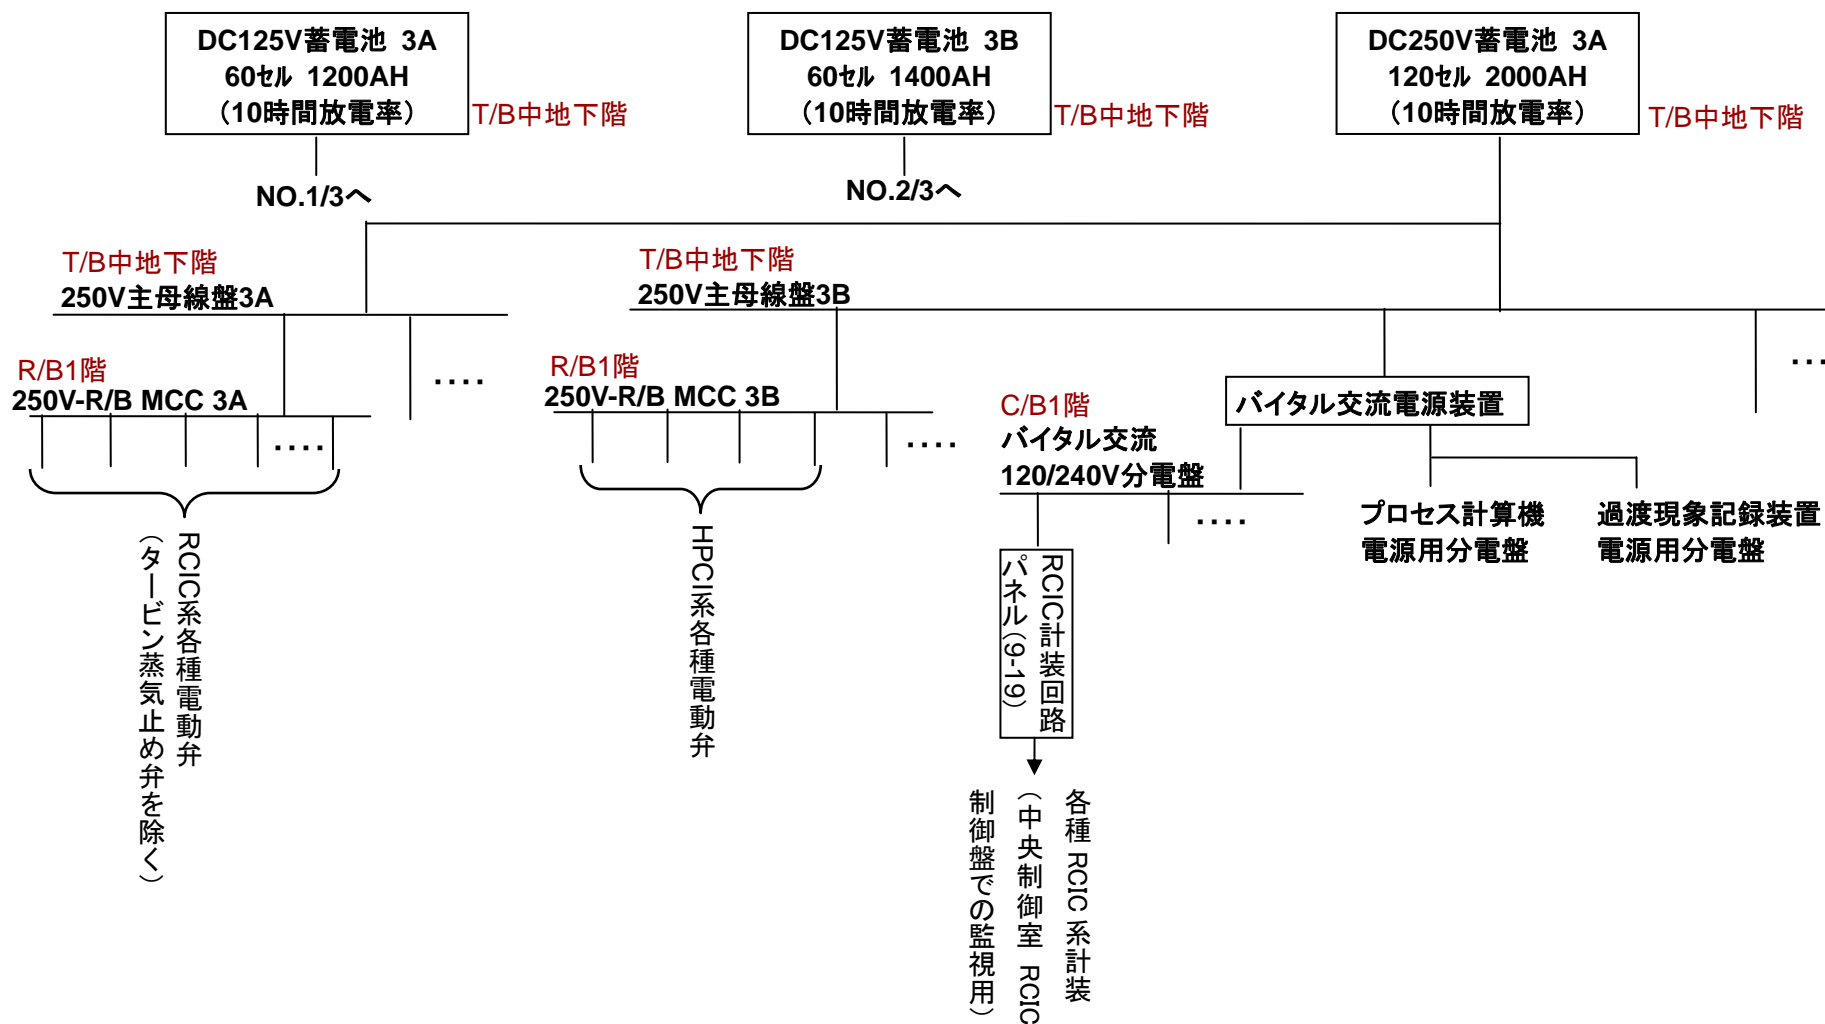 DC125V蓄電池 3A
60ｾﾙ 1200AH
（10時間放電率）
T/B中地下階
DC125V蓄電池 3B
60ｾﾙ 1400AH
（10時間放電率）
T/B中地下階
DC250V蓄電池 3A
120ｾﾙ 2000AH
（10時間放電率）
T/B中地下階
NO.1/3へ
NO.2/3へ
T/B中地下階
250V主母線盤3A
T/B中地下階
250V主母線盤3B
R/B1階
250V-R/B MCC 3A
‥‥
‥‥
R/B1階
250V-R/B MCC 3B
‥‥
C/B1階
バイタル交流
120/240V分電盤
‥‥
バイタル交流電源装置
‥‥
プロセス計算機
電源用分電盤
過渡現象記録装置
電源用分電盤
RCIC系各種電動弁
（タービン蒸気止め弁を除く）
HPCI系各種電動弁
RCIC計装回路
パネル（9-19）
各種 RCIC 系計装
（中央制御室 RCIC
制御盤での監視用）